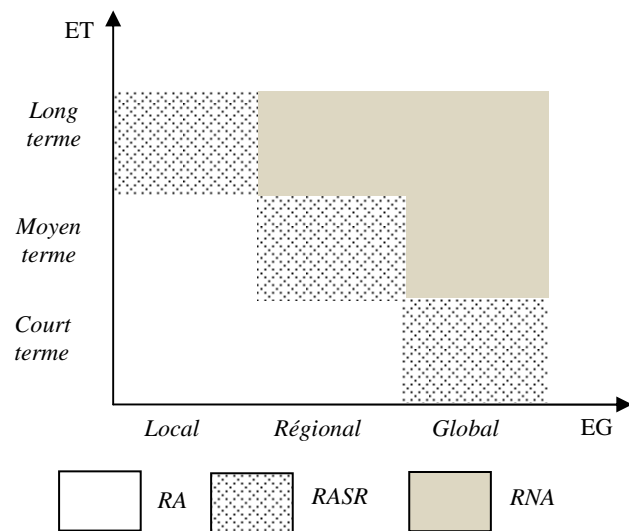 ET
Long
terme
Moyen
terme
Court
terme
Local Régional Global EG
RA RASR RNA